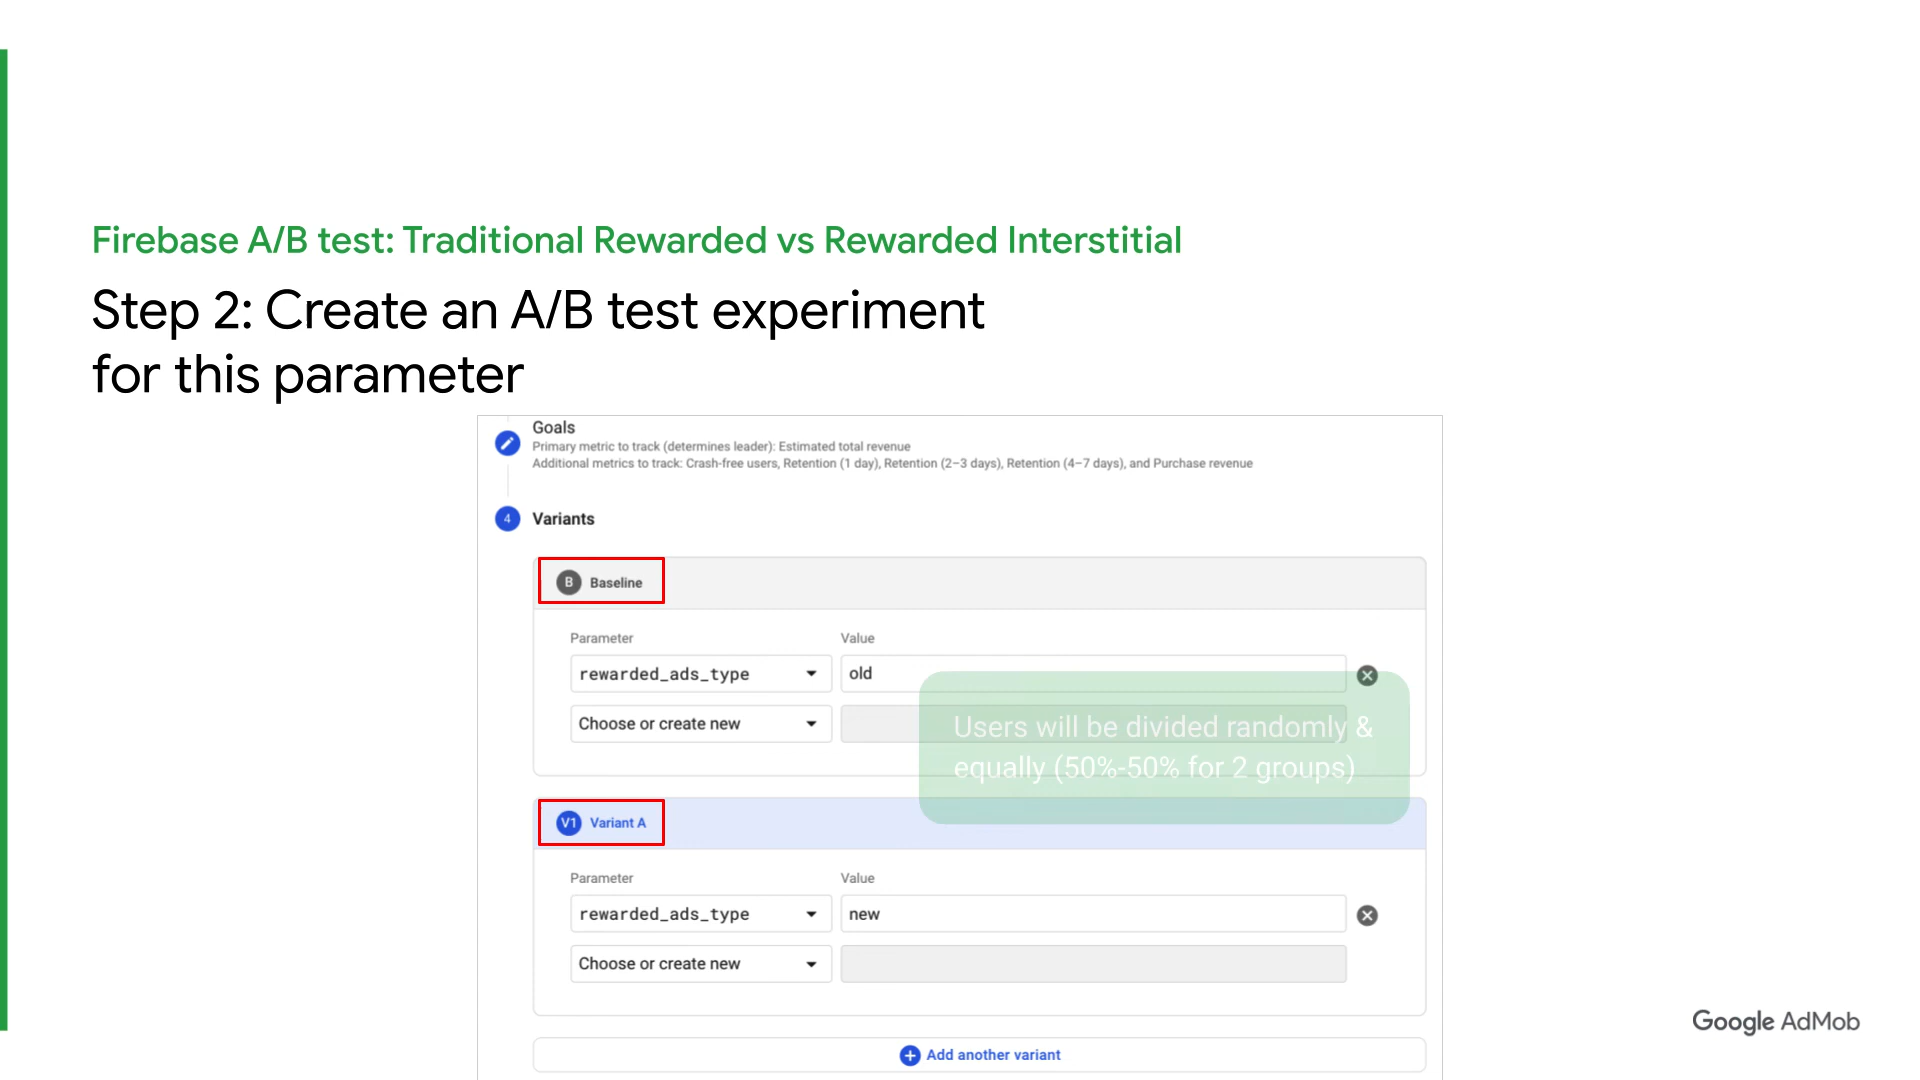 Firebase A/B test: Traditional Rewarded vs Rewarded Interstitial
Step 2: Create an A/B test experiment
for this parameter
Goals
Primary metric to track (determines leader): Estimated total revenue
Additional metrics to track: Crash-free users, Retention (1 day), Retention (2–3 days), Retention (4–7 days), and Purchase revenue
4 Variants
B Baseline
Parameter Value
rewarded_ads_type old
Choose or create new
Users will be divided randomly &
equally (50%-50% for 2 groups)
V1 Variant A
Parameter Value
rewarded_ads_type new
Choose or create new
Add another variant
Google AdMob